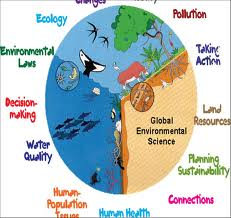 Changes
Ecology
Pollution
Environmental
Laws
Taking
Action
Decision-
making
Global
Environmental
Science
Land
Resources
Water
Quality
Planning
Sustainability
Human-
Population
Issues
Human Health
Connections